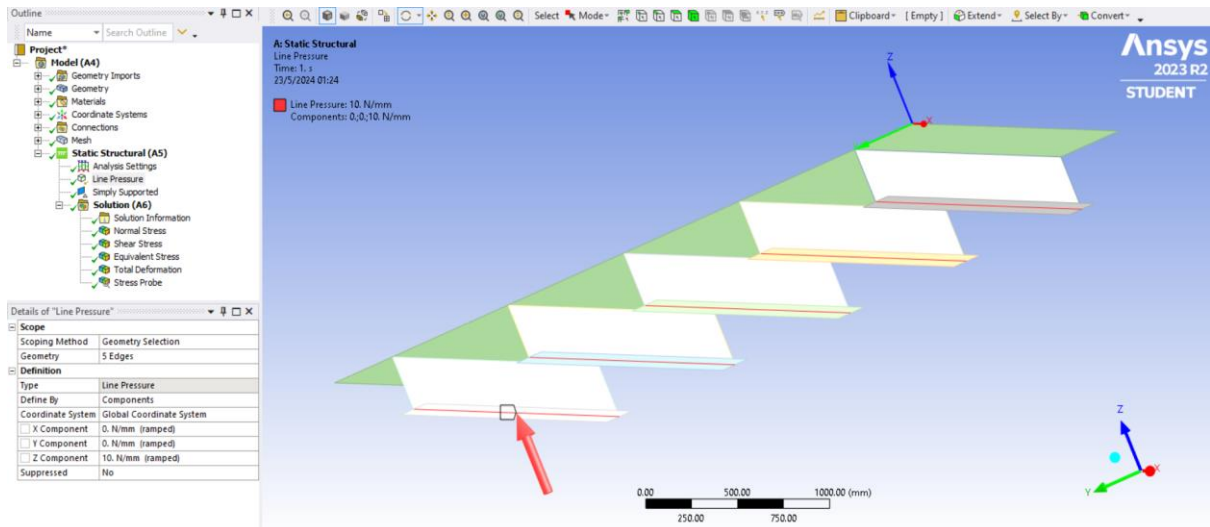 Outline
Name Search Outline
Project*
Model (A4)
Geometry Imports
Geometry
Materials
Coordinate Systems
Connections
Mesh
Static Structural (A5)
Analysis Settings
Line Pressure
Simply Supported
Solution (A6)
Solution Information
Normal Stress
Shear Stress
Equivalent Stress
Total Deformation
Stress Probe
Details of "Line Pressure"
Scope
Scoping Method Geometry Selection
Geometry 5 Edges
Definition
Type Line Pressure
Define By Components
Coordinate System Global Coordinate System
X Component 0. N/mm (ramped)
Y Component 0. N/mm (ramped)
Z Component 10. N/mm (ramped)
Suppressed No
Select Mode Clipboard [ Empty ] Extend Select By Convert
A: Static Structural
Line Pressure
Time: 1. s
23/5/2024 01:24
Line Pressure: 10. N/mm
Components: 0.;0.;10. N/mm
Ansys
2023 R2
STUDENT
Z
X
0.00 500.00 1000.00 (mm)
250.00 750.00
Z
X
Y